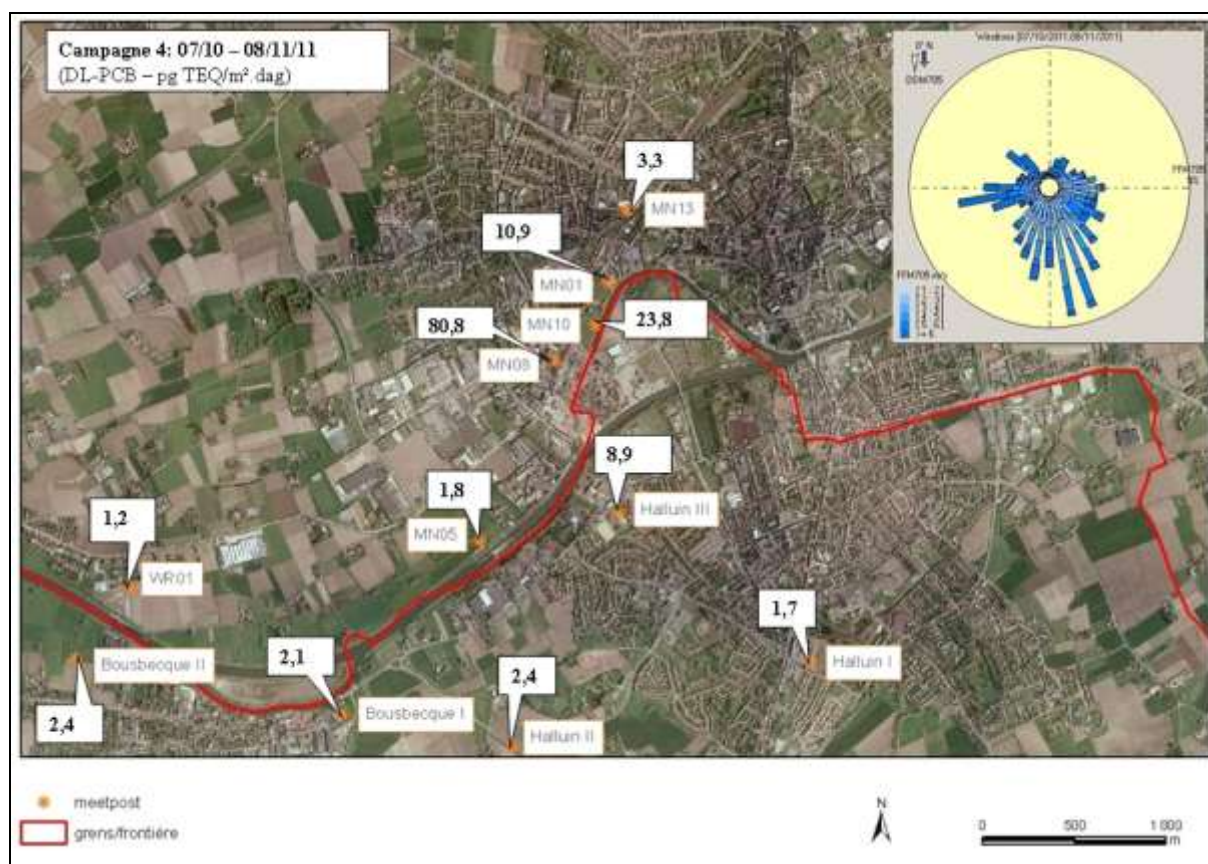 Campagne 4: 07/10 – 08/11/11
(DL-PCB – pg TEQ/m² dag)
0° N
3,3
MN13
10,9
MN01
MN10
23,8
80,8
8,9
Halluin III
1,8
MN05
1,2
WR01
Bousbecque II
2,4
2,1
Bousbecque I
2,4
Halluin II
1,7
Halluin I
meetpost
grens/frontière
N
0 500 1 000
m